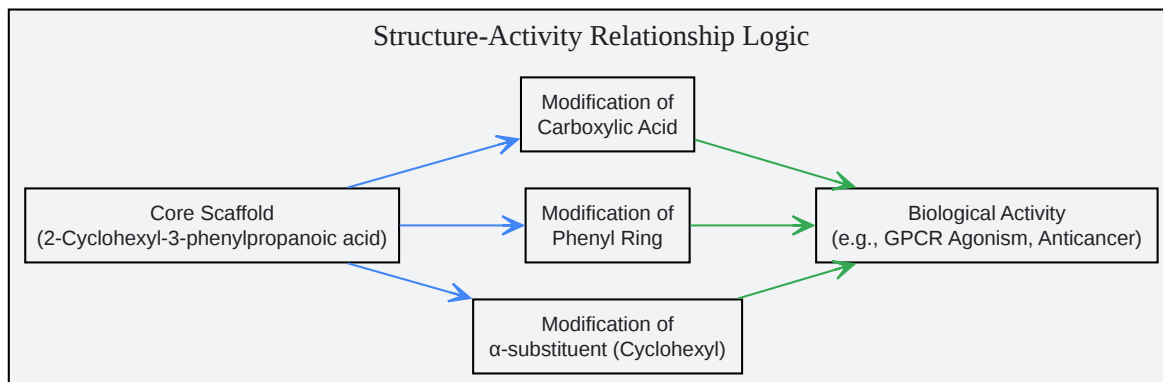 Structure-Activity Relationship Logic
Modification of
Carboxylic Acid
Core Scaffold
(2-Cyclohexyl-3-phenylpropanoic acid)
Modification of
Phenyl Ring
Biological Activity
(e.g., GPCR Agonism, Anticancer)
Modification of
α-substituent (Cyclohexyl)